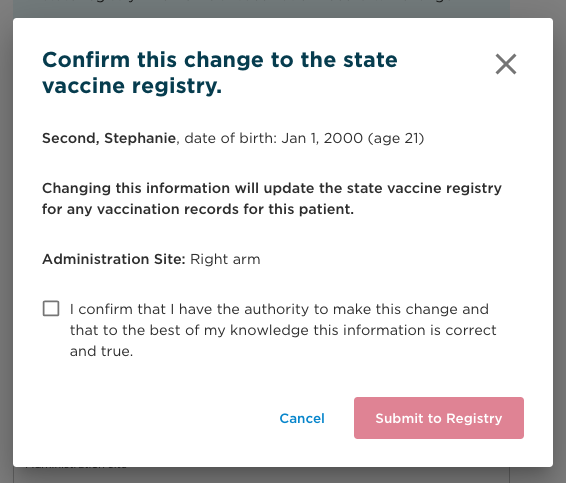 Confirm this change to the state
vaccine registry.
Second, Stephanie, date of birth: Jan 1, 2000 (age 21)
Changing this information will update the state vaccine registry
for any vaccination records for this patient.
Administration Site: Right arm
I confirm that I have the authority to make this change and
that to the best of my knowledge this information is correct
and true.
Cancel
Submit to Registry